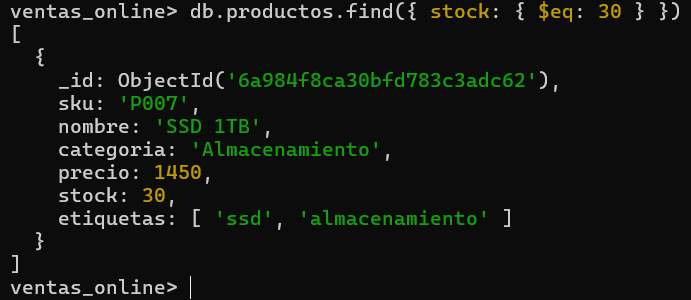 ventas_online> db.productos.find({ stock: { $eq: 30 } })
[
  {
    _id: ObjectId('6a984f8ca30bfd783c3adc62'),
    sku: 'P007',
    nombre: 'SSD 1TB',
    categoria: 'Almacenamiento',
    precio: 1450,
    stock: 30,
    etiquetas: [ 'ssd', 'almacenamiento' ]
  }
]
ventas_online>